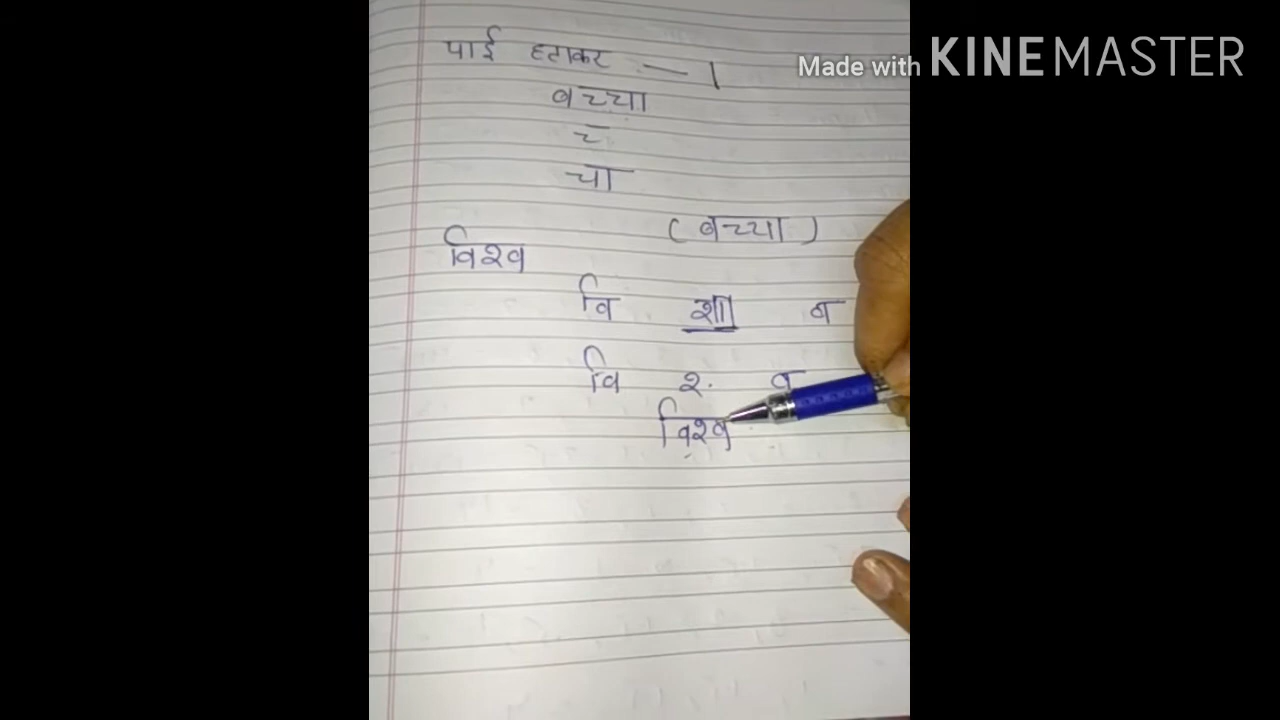 Made with KINEMASTER
पाई हटाकर — ।
बच्चा
च्
चा
( बच्चा )
विश्व
वि श व
वि श् व
विश्व